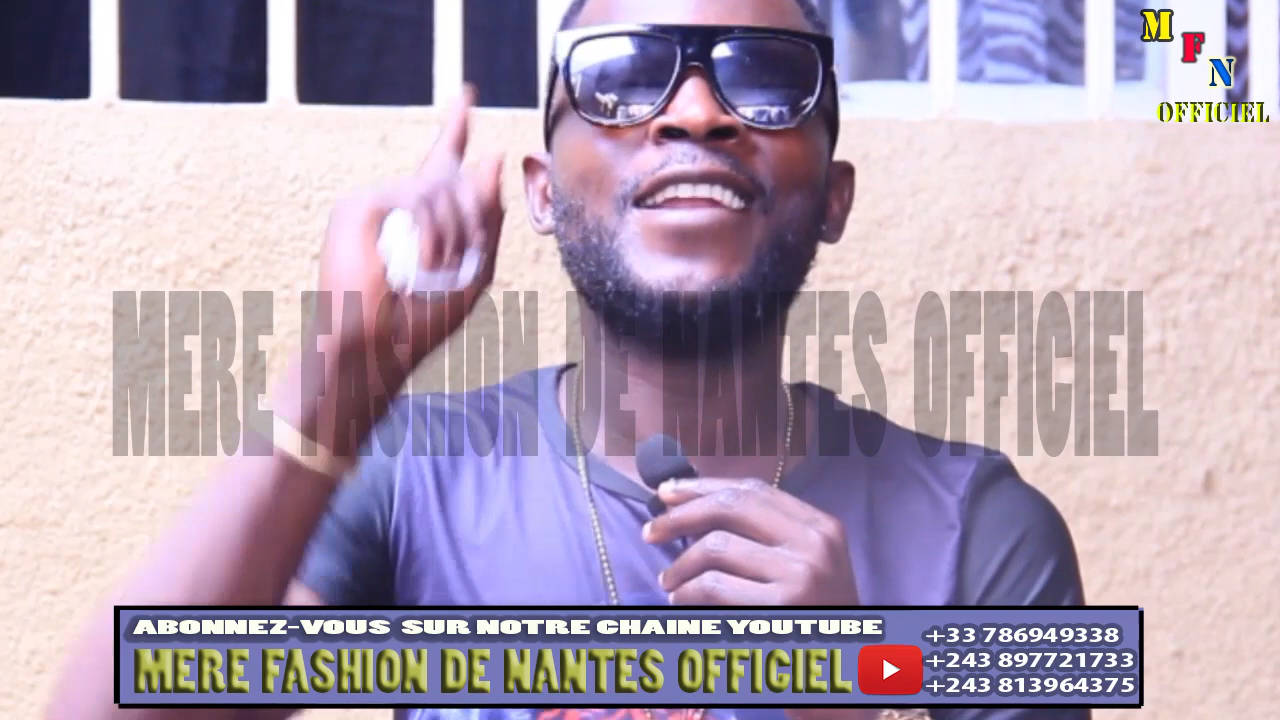 M
F
N
OFFICIEL
MERE FASHION DE NANTES OFFICIEL
ABONNEZ-VOUS SUR NOTRE CHAINE YOUTUBE
MERE FASHION DE NANTES OFFICIEL
+33 786949338
+243 897721733
+243 813964375